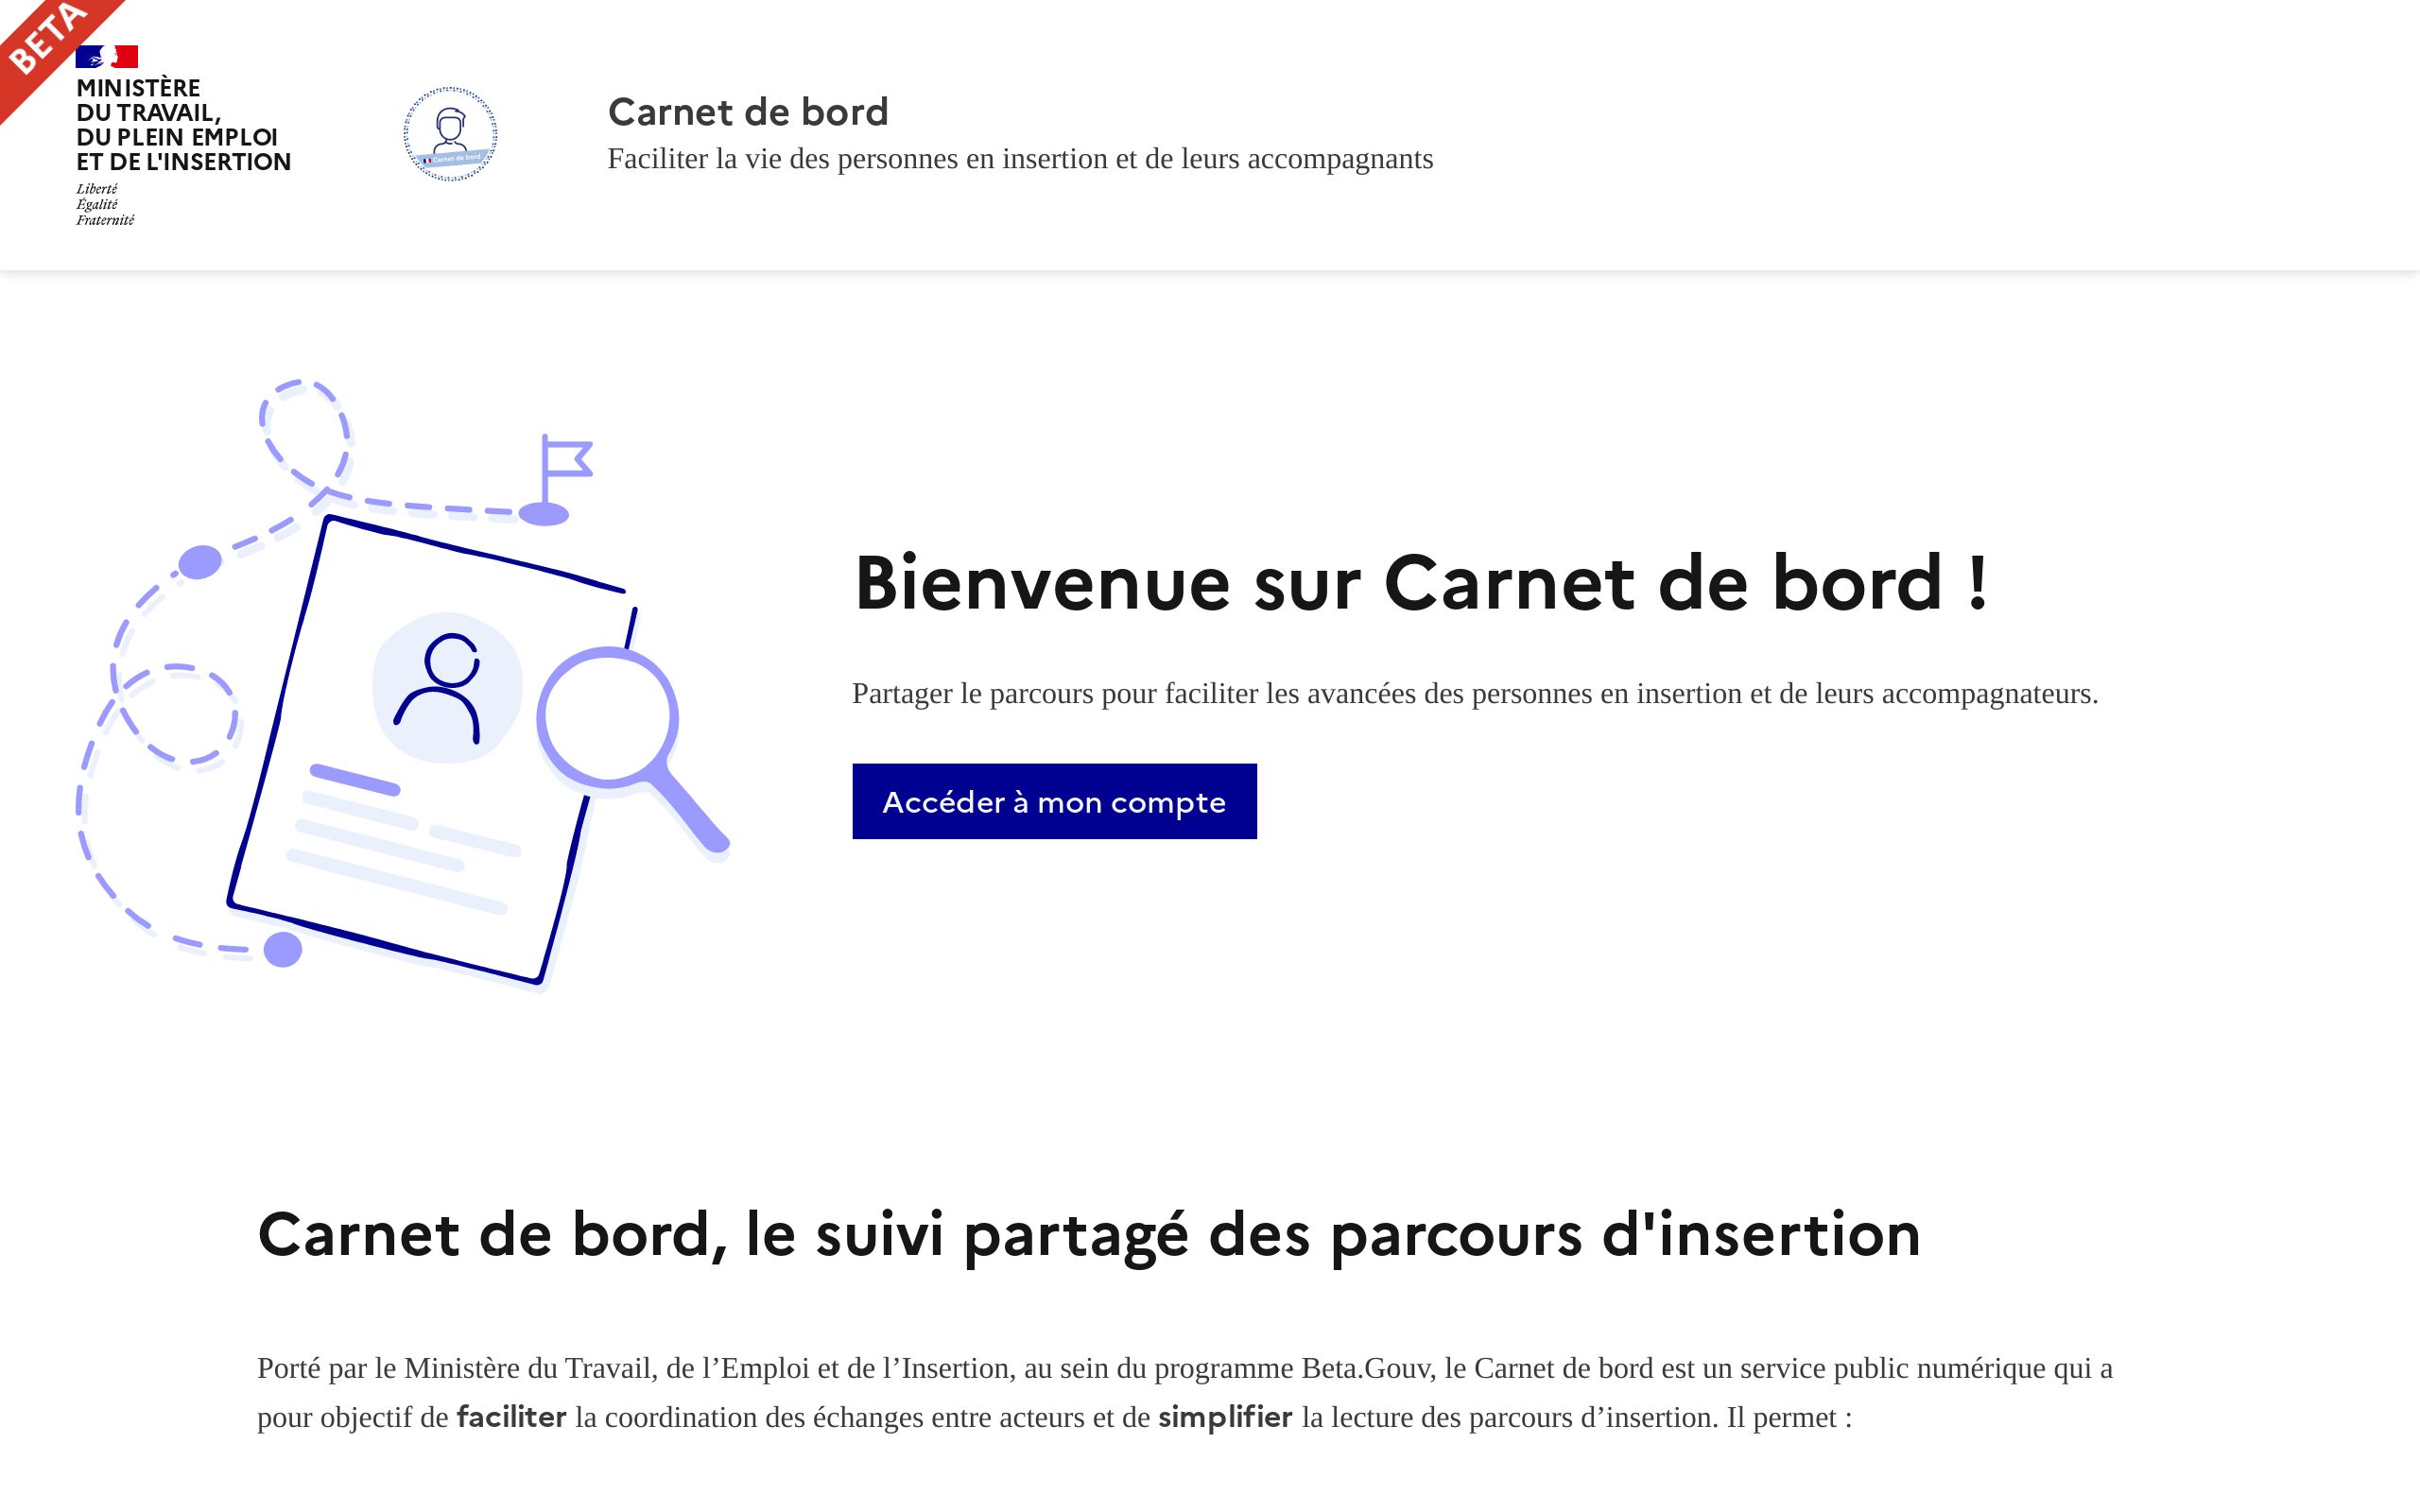 BETA
MINISTÈRE
DU TRAVAIL,
DU PLEIN EMPLOI
ET DE L'INSERTION
Liberté
Égalité
Fraternité
Carnet de bord
Carnet de bord
Faciliter la vie des personnes en insertion et de leurs accompagnants
Bienvenue sur Carnet de bord !
Partager le parcours pour faciliter les avancées des personnes en insertion et de leurs accompagnateurs.
Accéder à mon compte
Carnet de bord, le suivi partagé des parcours d'insertion
Porté par le Ministère du Travail, de l’Emploi et de l’Insertion, au sein du programme Beta.Gouv, le Carnet de bord est un service public numérique qui a
pour objectif de faciliter la coordination des échanges entre acteurs et de simplifier la lecture des parcours d’insertion. Il permet :